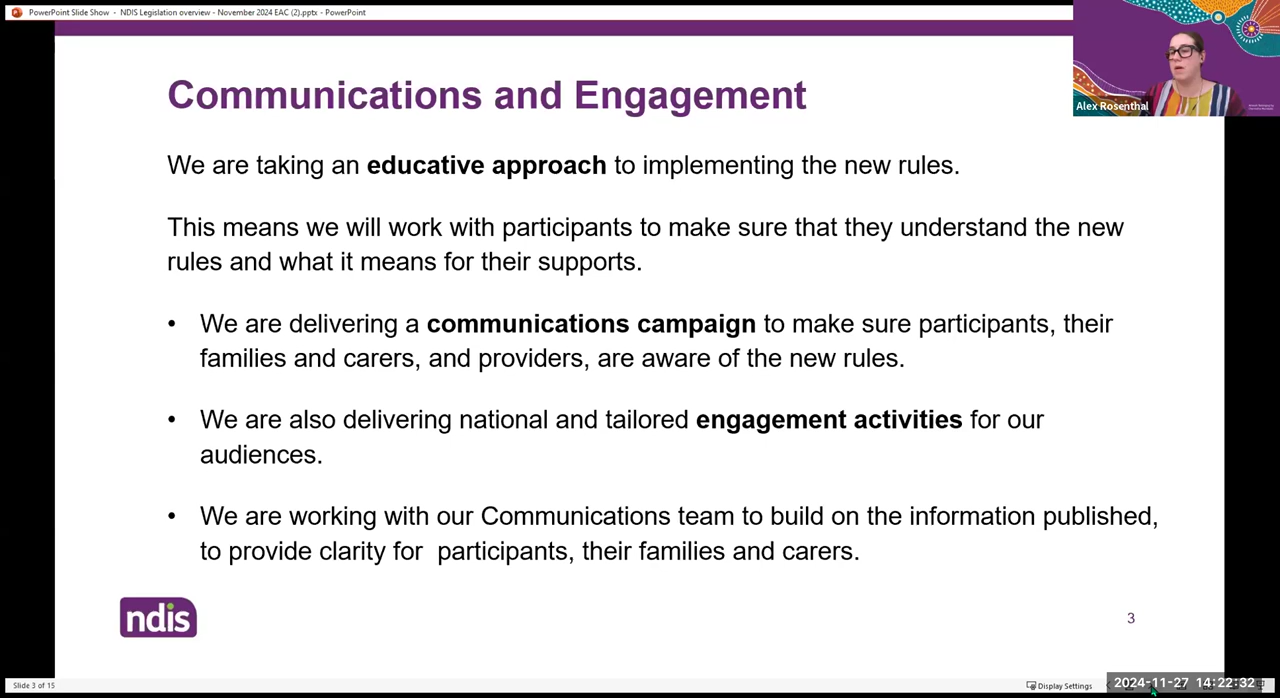 PowerPoint Slide Show - NDIS Legislation overview - November 2024 EAC (2).pptx - PowerPoint
Alex Rosenthal
Communications and Engagement
We are taking an educative approach to implementing the new rules.
This means we will work with participants to make sure that they understand the new
rules and what it means for their supports.
• We are delivering a communications campaign to make sure participants, their
families and carers, and providers, are aware of the new rules.
• We are also delivering national and tailored engagement activities for our
audiences.
• We are working with our Communications team to build on the information published,
to provide clarity for  participants, their families and carers.
ndis
3
Slide 3 of 15
Display Settings
2024-11-27 14:22:32